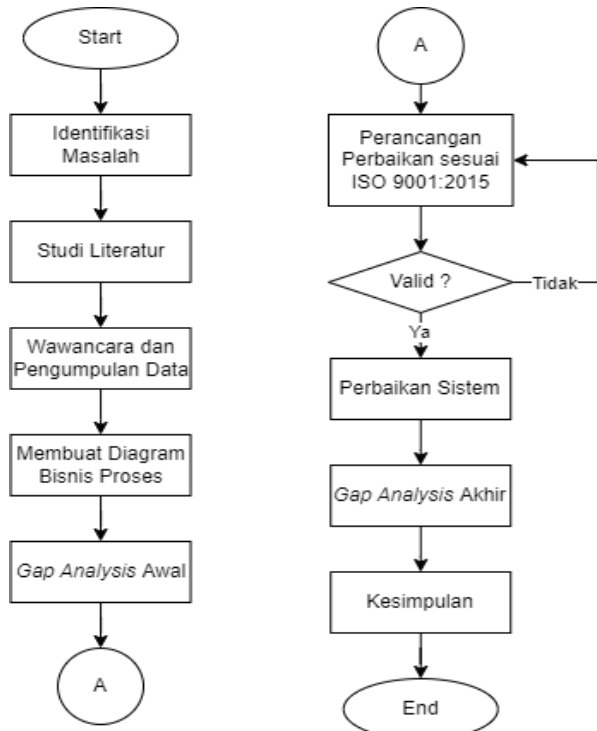 Start
Identifikasi
Masalah
Studi Literatur
Wawancara dan
Pengumpulan Data
Membuat Diagram
Bisnis Proses
Gap Analysis Awal
A
A
Perancangan
Perbaikan sesuai
ISO 9001:2015
Valid ?
Tidak
Ya
Perbaikan Sistem
Gap Analysis Akhir
Kesimpulan
End